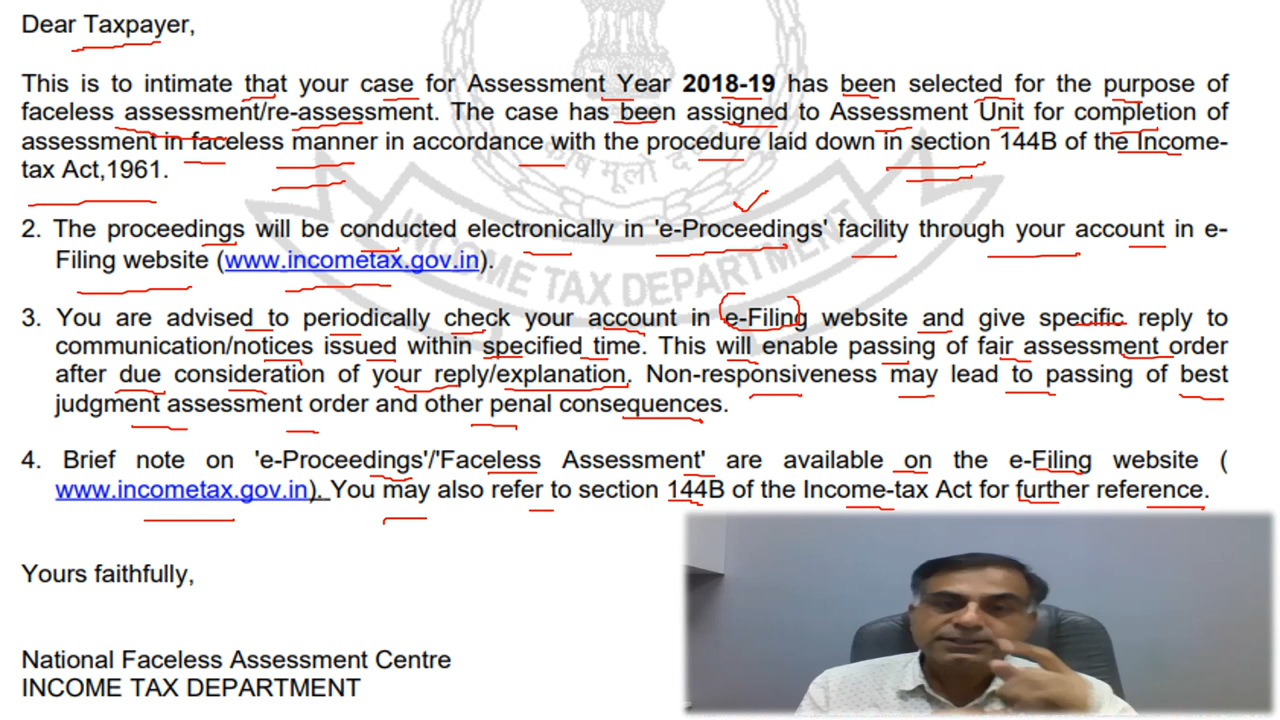 Dear Taxpayer,
This is to intimate that your case for Assessment Year 2018-19 has been selected for the purpose of
faceless assessment/re-assessment. The case has been assigned to Assessment Unit for completion of
assessment in faceless manner in accordance with the procedure laid down in section 144B of the Income-
tax Act,1961.
2. The proceedings will be conducted electronically in 'e-Proceedings' facility through your account in e-
Filing website (www.incometax.gov.in).
3. You are advised to periodically check your account in e-Filing website and give specific reply to
communication/notices issued within specified time. This will enable passing of fair assessment order
after due consideration of your reply/explanation. Non-responsiveness may lead to passing of best
judgment assessment order and other penal consequences.
4. Brief note on 'e-Proceedings'/'Faceless Assessment' are available on the e-Filing website (
www.incometax.gov.in). You may also refer to section 144B of the Income-tax Act for further reference.
Yours faithfully,
National Faceless Assessment Centre
INCOME TAX DEPARTMENT
कोष मूलो द
INCOME TAX DEPARTMENT